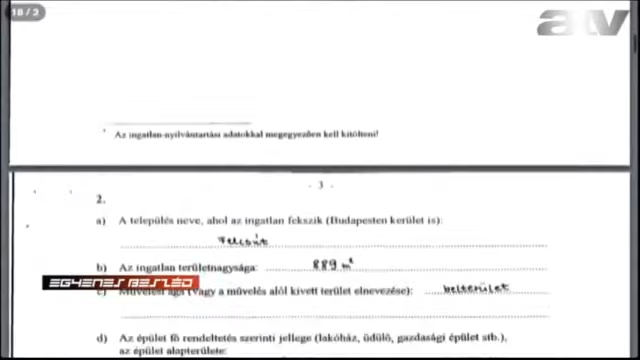 18 / 2
atv
* Az ingatlan-nyilvántartási adatokkal megegyezően kell kitölteni!
- 3 -
2.
a) A település neve, ahol az ingatlan fekszik (Budapesten kerület is):
Felcsút
b) Az ingatlan területnagysága: 889 m²
EGYENES BESZÉD
c) Művelési ága (vagy a művelés alól kivett terület elnevezése): belterület
d) Az épület fő rendeltetés szerinti jellege (lakóház, üdülő, gazdasági épület stb.),
az épület alapterülete: